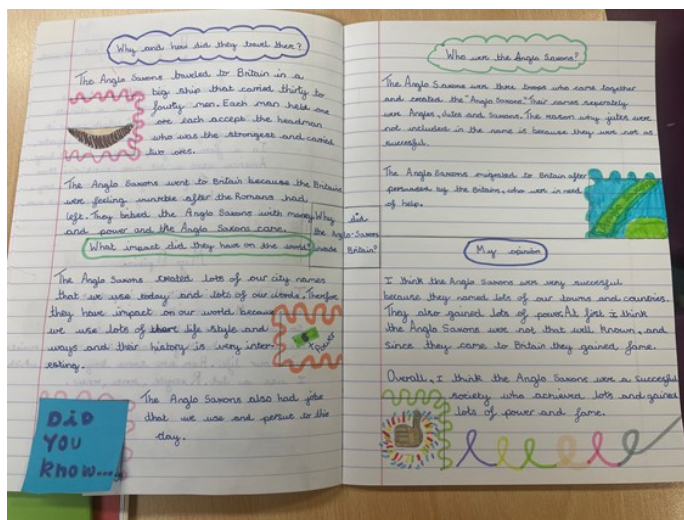 Why and how did they travel there?
The Anglo Saxons traveled to Britain in a
big ship that carried thirty to
fourty men. Each man held one
ore each accept the headman
who was the strongest and carried
two ores.
The Anglo Saxons went to Britain because the Britains
were feeling unsafe after the Romans had
left. They bribed the Anglo Saxons with money
and power and the Anglo Saxons came.
Why did
the Anglo-Saxons
invade Britain?
What impact did they have on the world?
The Anglo Saxons created lots of our city names
that we use today and lots of our words. Therfore
they have impact on our world because
we use lots of there life style and
ways and their history is very inter-
esting.
+ Power
The Anglo Saxons also had jobs
that we use and persut to this
day.
DiD
YOU
know...
Who were the Anglo Saxons?
The Anglo Saxons were three troops who came together
and created the "Anglo Saxons". Their names seperately
were Angles, Jutes and Saxons. The reason why jutes were
not included in the name is because they were not as
succesful.
The Anglo Saxons migrated to Britain after
persuaded by the Britain, who were in need
of help.
My opinion
I think the Anglo Saxons were very successful
because they named lots of our towns and countries.
They also gained lots of power. At first I think
the Anglo Saxons were not that well known, and
since they came to Britain they gained fame.
Overall, I think the Anglo Saxons were a succesful
society who achieved lots and gained
lots of power and fame.